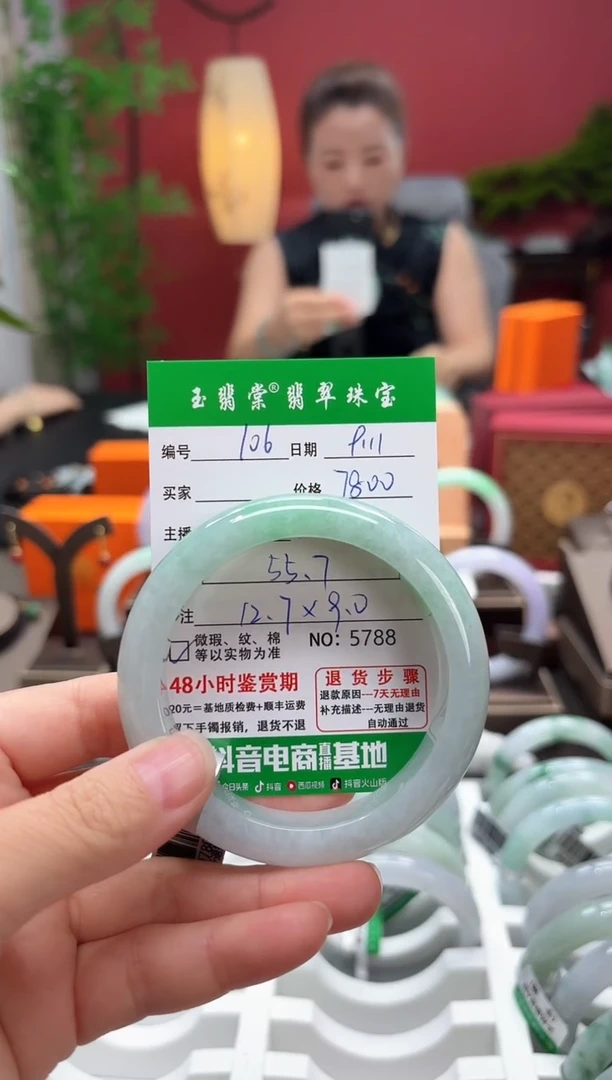 玉翡棠®翡翠珠宝
编号 106 日期
买家 价格 7800
主播
55.7
注 12.7×9.0
微瑕、纹、棉
等以实物为准
NO: 5788
48小时鉴赏期
20元=基地质检费+顺丰运费
手镯报销，退货不退
退货步骤
退款原因---7天无理由
补充描述---无理由退货
自动通过
抖音电商直播基地
今日头条 抖音 西瓜视频 抖音火山版